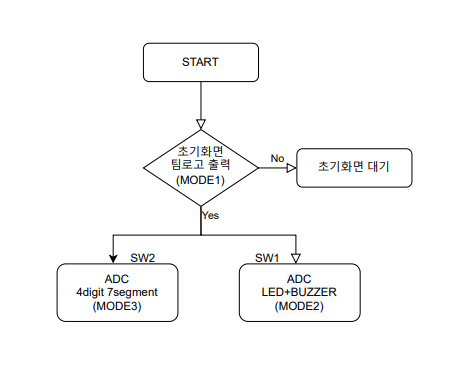 START
초기화면
팀로고 출력
(MODE1)
No
초기화면 대기
Yes
SW2
SW1
ADC
4digit 7segment
(MODE3)
ADC
LED+BUZZER
(MODE2)